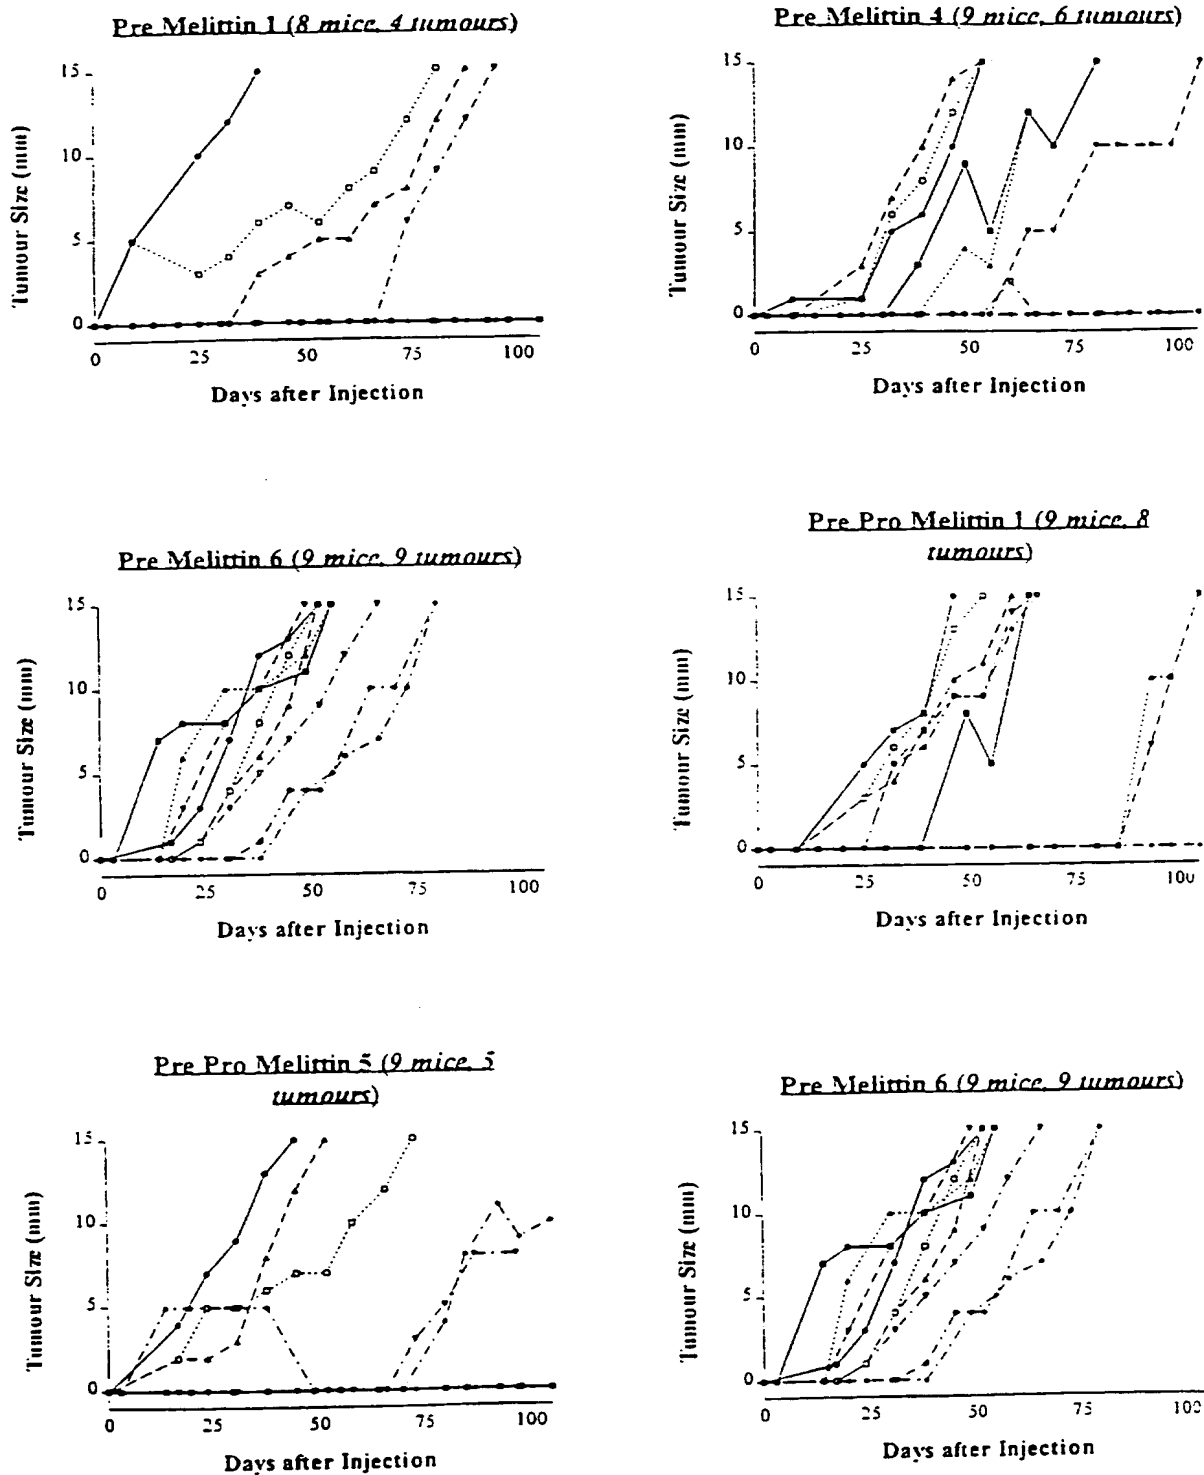 Pre Melittin 1 (8 mice, 4 tumours)
15
10
5
0
Tumour Size (mm)
0 25 50 75 100
Days after Injection
Pre Melittin 4 (9 mice, 6 tumours)
15
10
5
0
Tumour Size (mm)
0 25 50 75 100
Days after Injection
Pre Melittin 6 (9 mice, 9 tumours)
15
10
5
0
Tumour Size (mm)
0 25 50 75 100
Days after Injection
Pre Pro Melittin 1 (9 mice, 8
tumours)
15
10
5
0
Tumour Size (mm)
0 25 50 75 100
Days after Injection
Pre Pro Melittin 5 (9 mice, 5
tumours)
15
10
5
0
Tumour Size (mm)
0 25 50 75 100
Days after Injection
Pre Melittin 6 (9 mice, 9 tumours)
15
10
5
0
Tumour Size (mm)
0 25 50 75 100
Days after Injection